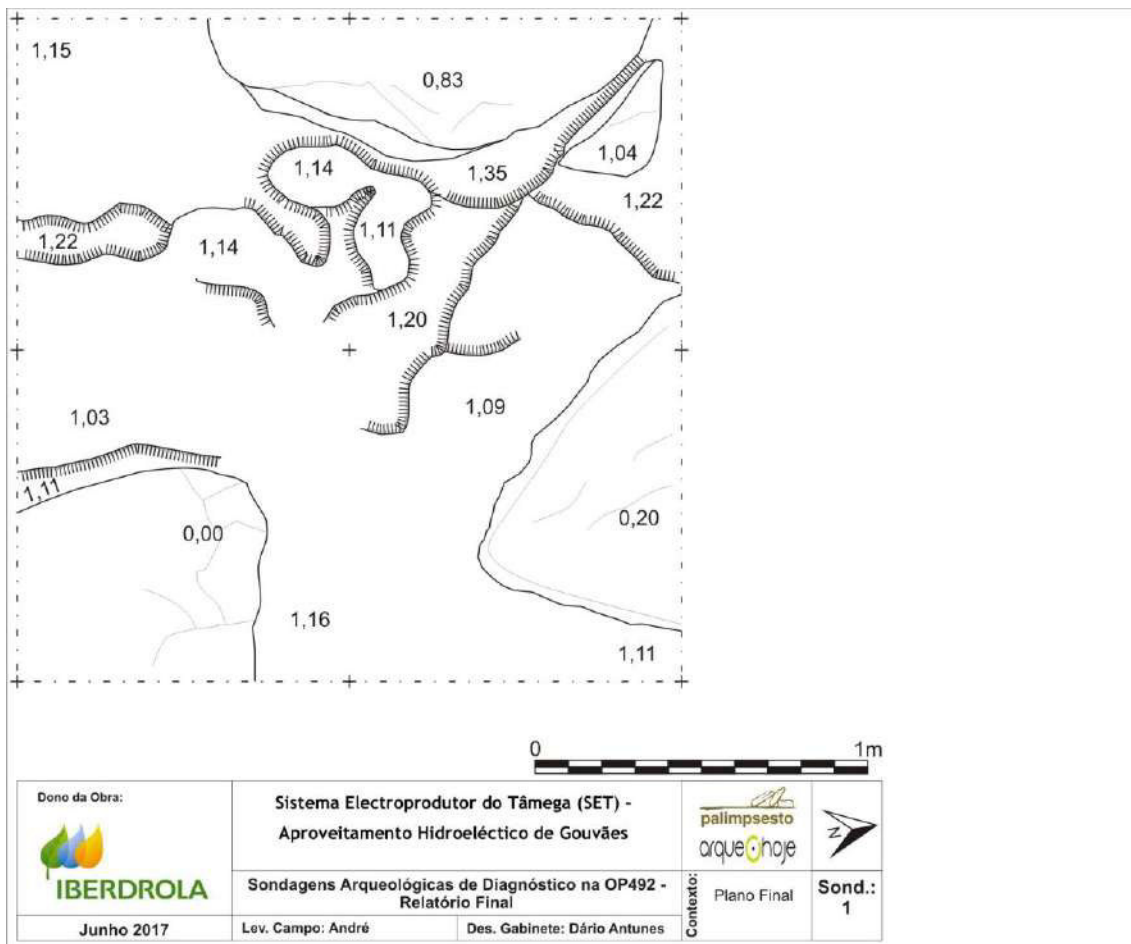 1,15
0,83
1,14
1,35
1,04
1,22
1,11
1,22
1,14
1,20
1,03
1,09
1,11
0,00
0,20
1,16
1,11
0
1m
Dono da Obra:
IBERDROLA
Junho 2017
Sistema Electroprodutor do Tâmega (SET) -
Aproveitamento Hidroeléctico de Gouvães
Sondagens Arqueológicas de Diagnóstico na OP492 -
Relatório Final
Lev. Campo: André
Des. Gabinete: Dário Antunes
palimpsesto
arqueohoje
N
Contexto:
Plano Final
Sond.:
1